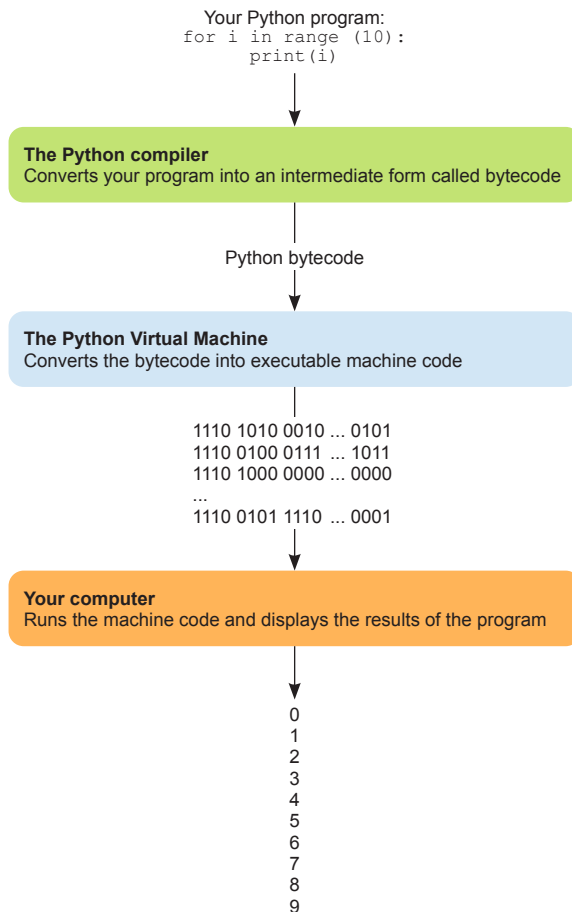 Your Python program:
for i in range (10):
print(i)
The Python compiler
Converts your program into an intermediate form called bytecode
Python bytecode
The Python Virtual Machine
Converts the bytecode into executable machine code
1110 1010 0010 ... 0101
1110 0100 0111 ... 1011
1110 1000 0000 ... 0000
...
1110 0101 1110 ... 0001
Your computer
Runs the machine code and displays the results of the program
0
1
2
3
4
5
6
7
8
9